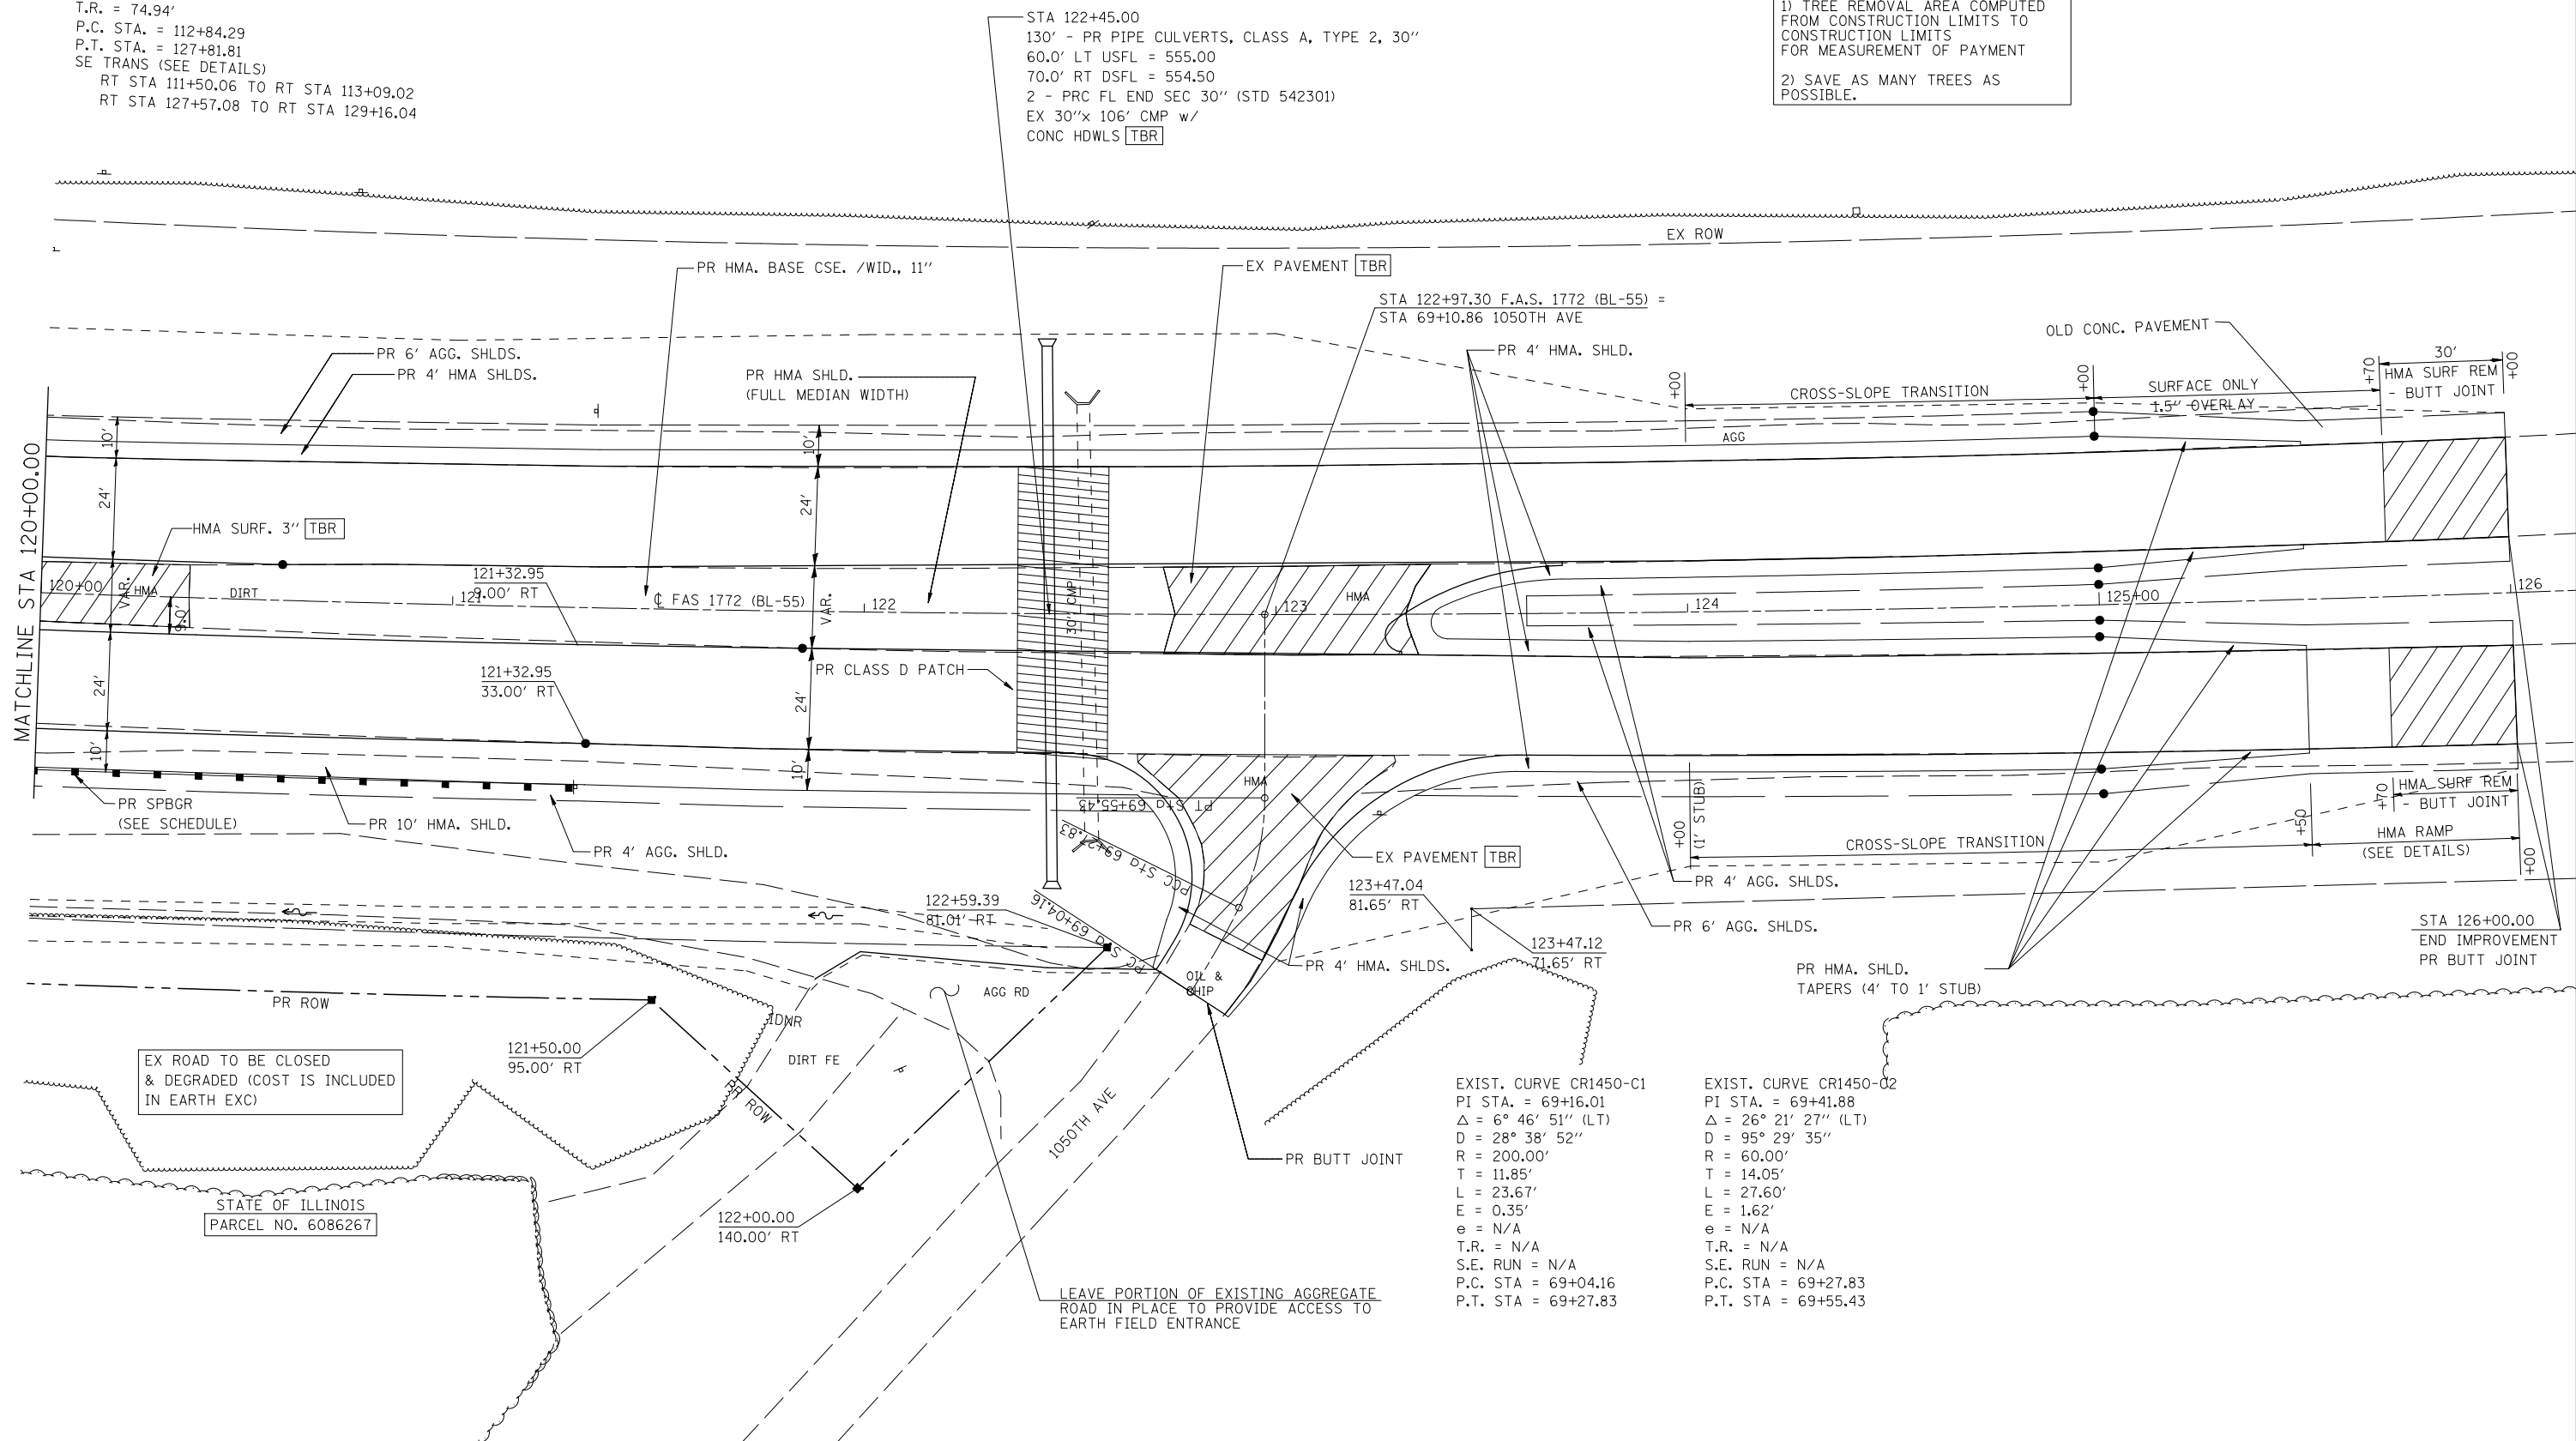 T.R. = 74.94'
P.C. STA. = 112+84.29
P.T. STA. = 127+81.81
SE TRANS (SEE DETAILS)
RT STA 111+50.06 TO RT STA 113+09.02
RT STA 127+57.08 TO RT STA 129+16.04
STA 122+45.00
130' - PR PIPE CULVERTS, CLASS A, TYPE 2, 30''
60.0' LT USFL = 555.00
70.0' RT DSFL = 554.50
2 - PRC FL END SEC 30'' (STD 542301)
EX 30''x 106' CMP w/
CONC HDWLS TBR
1) TREE REMOVAL AREA COMPUTED
FROM CONSTRUCTION LIMITS TO
CONSTRUCTION LIMITS
FOR MEASUREMENT OF PAYMENT
2) SAVE AS MANY TREES AS
POSSIBLE.
EX ROW
PR HMA. BASE CSE. /WID., 11''
EX PAVEMENT TBR
STA 122+97.30 F.A.S. 1772 (BL-55) =
STA 69+10.86 1050TH AVE
OLD CONC. PAVEMENT
PR 6' AGG. SHLDS.
PR 4' HMA SHLDS.
PR HMA SHLD.
(FULL MEDIAN WIDTH)
PR 4' HMA. SHLD.
+00
CROSS-SLOPE TRANSITION
+00
SURFACE ONLY
1.5'' OVERLAY
+70
30'
HMA SURF REM
- BUTT JOINT
+00
10'
10'
AGG
MATCHLINE STA 120+00.00
24'
24'
HMA SURF. 3'' TBR
120+00
VAR.
HMA
9.0'
DIRT
121
121+32.95
9.00' RT
℄ FAS 1772 (BL-55)
VAR.
122
30'' CMP
123
HMA
124
125+00
126
24'
121+32.95
33.00' RT
24'
PR CLASS D PATCH
10'
10'
PR SPBGR
(SEE SCHEDULE)
PR 10' HMA. SHLD.
PR 4' AGG. SHLD.
HMA
PT Sta 69+55.43
PCC Sta 69+27.83
PC Sta 69+04.16
EX PAVEMENT TBR
+00
(1' STUB)
CROSS-SLOPE TRANSITION
+50
+70
HMA SURF REM
- BUTT JOINT
HMA RAMP
(SEE DETAILS)
+00
122+59.39
81.01' RT
123+47.04
81.65' RT
PR 4' AGG. SHLDS.
PR 6' AGG. SHLDS.
123+47.12
71.65' RT
PR 4' HMA. SHLDS.
PR HMA. SHLD.
TAPERS (4' TO 1' STUB)
STA 126+00.00
END IMPROVEMENT
PR BUTT JOINT
OIL &
CHIP
AGG RD
PR ROW
IDNR
DIRT FE
121+50.00
95.00' RT
EX ROAD TO BE CLOSED
& DEGRADED (COST IS INCLUDED
IN EARTH EXC)
PR ROW
1050TH AVE
PR BUTT JOINT
STATE OF ILLINOIS
PARCEL NO. 6086267
122+00.00
140.00' RT
LEAVE PORTION OF EXISTING AGGREGATE
ROAD IN PLACE TO PROVIDE ACCESS TO
EARTH FIELD ENTRANCE
EXIST. CURVE CR1450-C1
PI STA. = 69+16.01
Δ = 6° 46' 51'' (LT)
D = 28° 38' 52''
R = 200.00'
T = 11.85'
L = 23.67'
E = 0.35'
e = N/A
T.R. = N/A
S.E. RUN = N/A
P.C. STA = 69+04.16
P.T. STA = 69+27.83
EXIST. CURVE CR1450-C2
PI STA. = 69+41.88
Δ = 26° 21' 27'' (LT)
D = 95° 29' 35''
R = 60.00'
T = 14.05'
L = 27.60'
E = 1.62'
e = N/A
T.R. = N/A
S.E. RUN = N/A
P.C. STA = 69+27.83
P.T. STA = 69+55.43